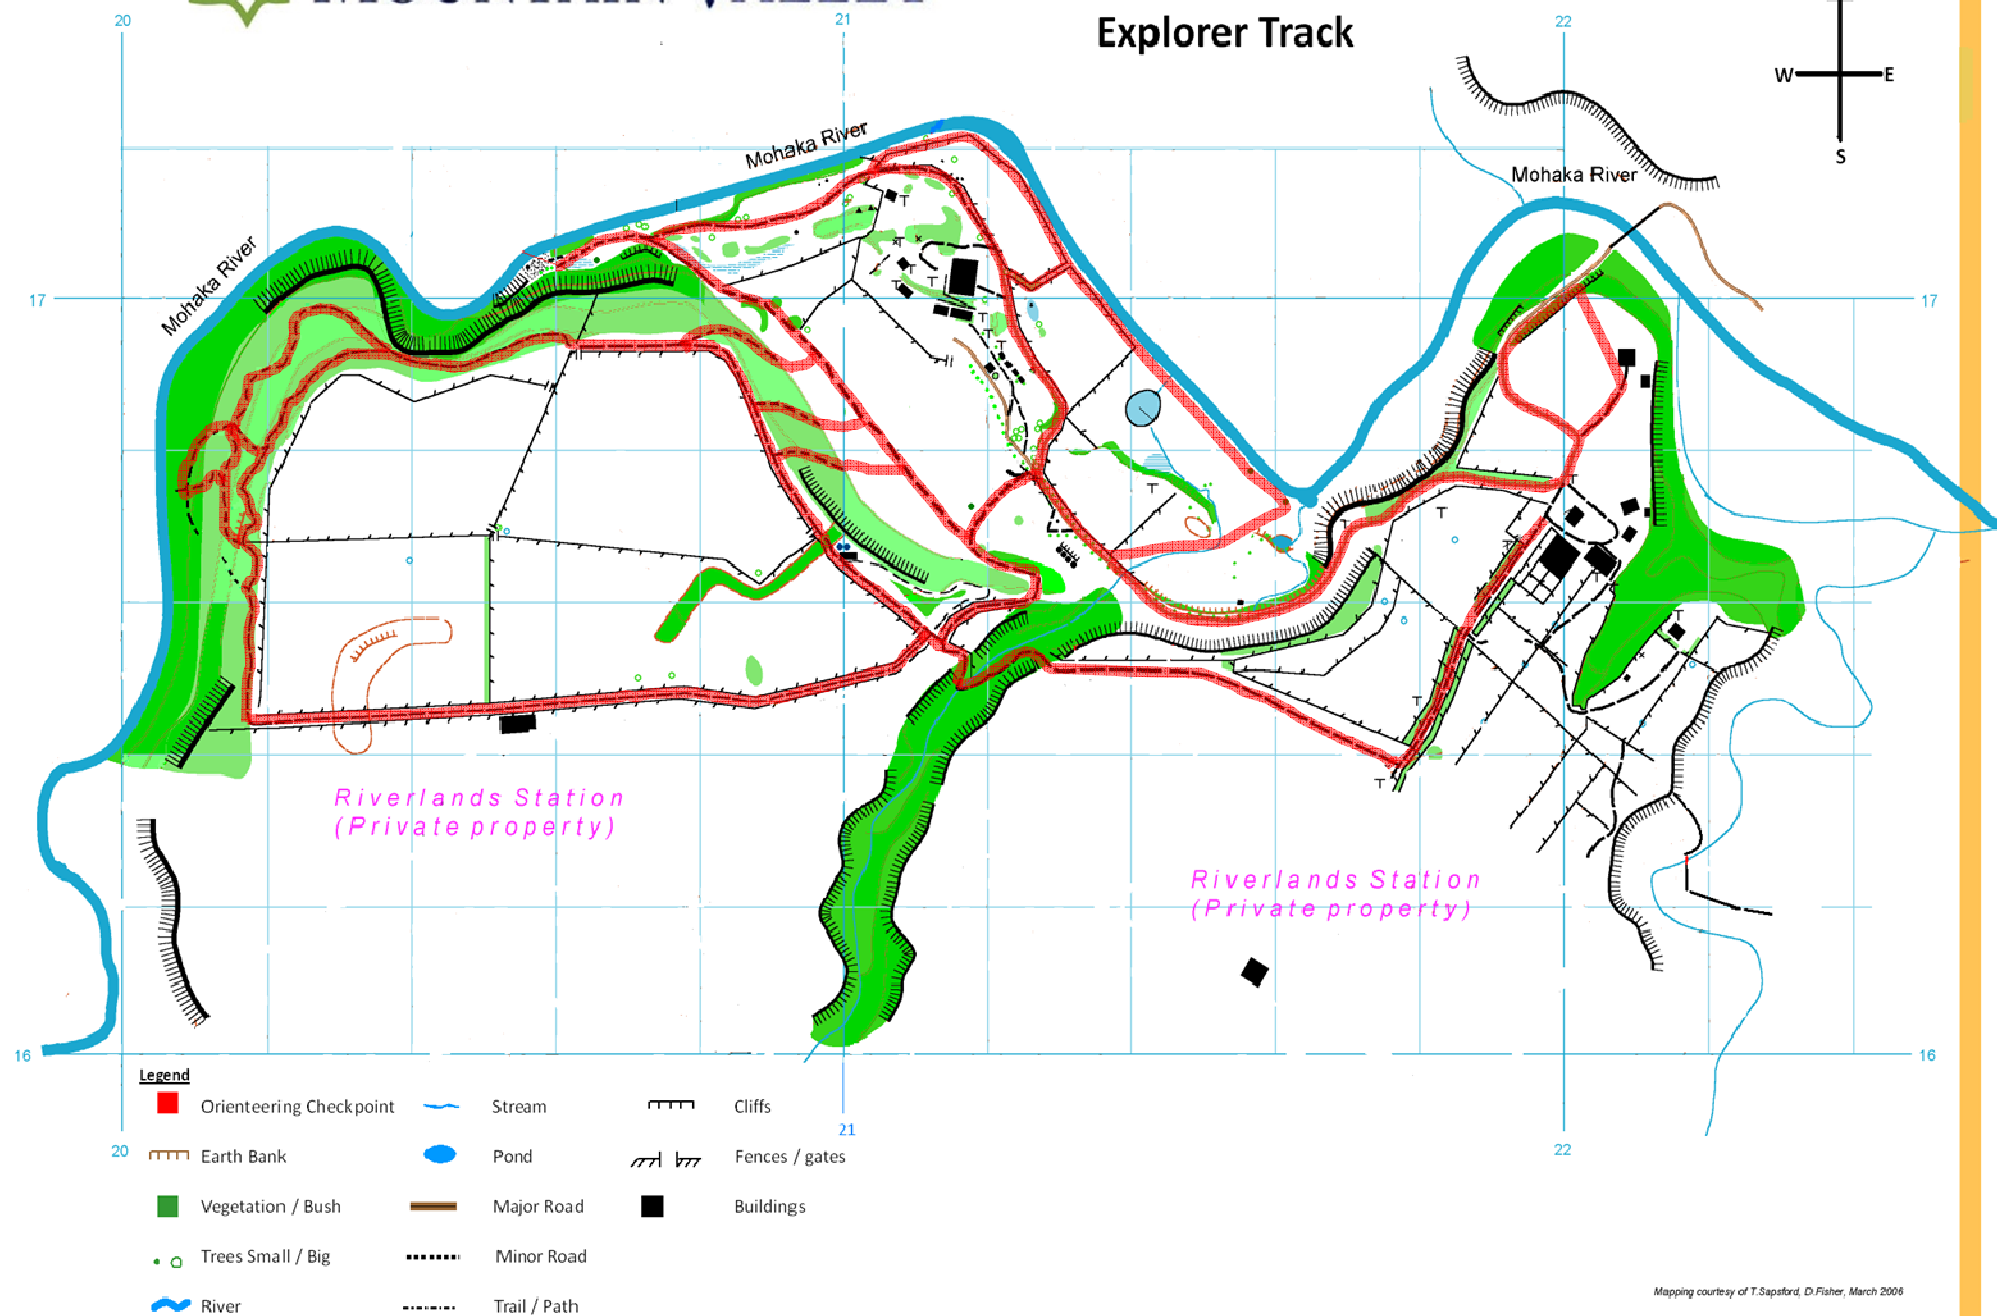 MOUNTAIN VALLEY
Explorer Track
20
21
22
W
E
S
Mohaka River
Mohaka River
Mohaka River
17
17
Riverlands Station
(Private property)
Riverlands Station
(Private property)
16
16
20
21
22
Legend
Orienteering Checkpoint
Stream
Cliffs
Earth Bank
Pond
Fences / gates
Vegetation / Bush
Major Road
Buildings
Trees Small / Big
Minor Road
River
Trail / Path
Mapping courtesy of T.Sapsford, D.Fisher, March 2006